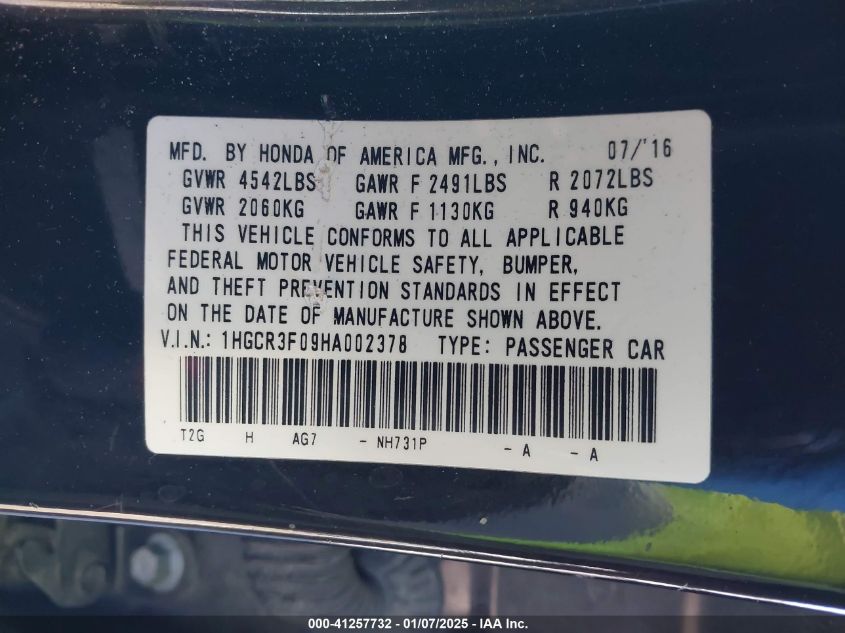 MFD. BY HONDA OF AMERICA MFG., INC. 07/'16
GVWR 4542LBS GAWR F 2491LBS R 2072LBS
GVWR 2060KG GAWR F 1130KG R 940KG
THIS VEHICLE CONFORMS TO ALL APPLICABLE
FEDERAL MOTOR VEHICLE SAFETY, BUMPER,
AND THEFT PREVENTION STANDARDS IN EFFECT
ON THE DATE OF MANUFACTURE SHOWN ABOVE.
V.I.N.: 1HGCR3F09HA002378 TYPE: PASSENGER CAR
T2G H AG7 - NH731P - A - A
000-41257732 - 01/07/2025 - IAA Inc.